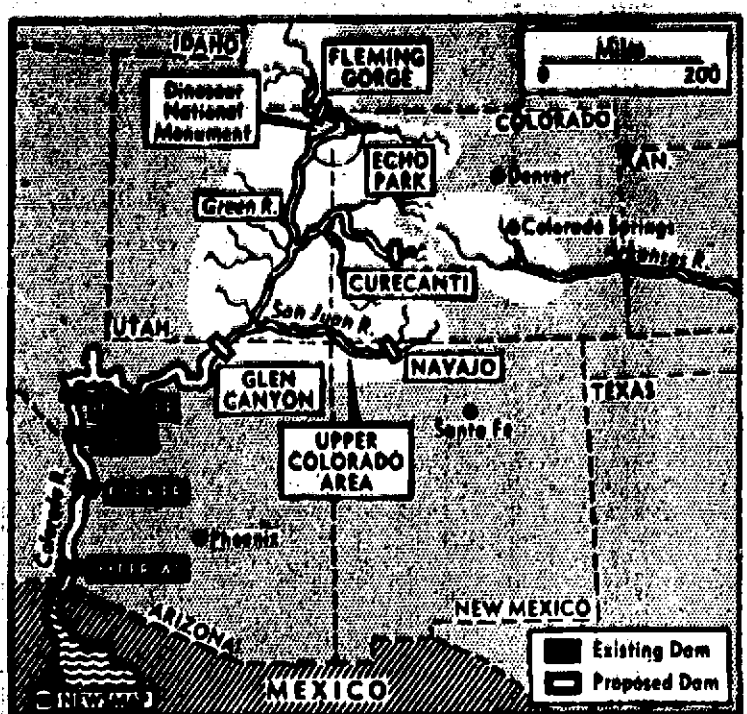 IDAHO
FLEMING
GORGE
Miles
0 200
Dinosaur
National
Monument
COLORADO
ECHO
PARK
KAN.
Denver
Green R.
Colorado Springs
Arkansas R.
CURECANTI
San Juan R.
UTAH
GLEN
CANYON
NAVAJO
TEXAS
Santa Fe
UPPER
COLORADO
AREA
Colorado R.
Phoenix
ARIZONA
NEW MEXICO
Existing Dam
Proposed Dam
MEXICO
NEWSMAP